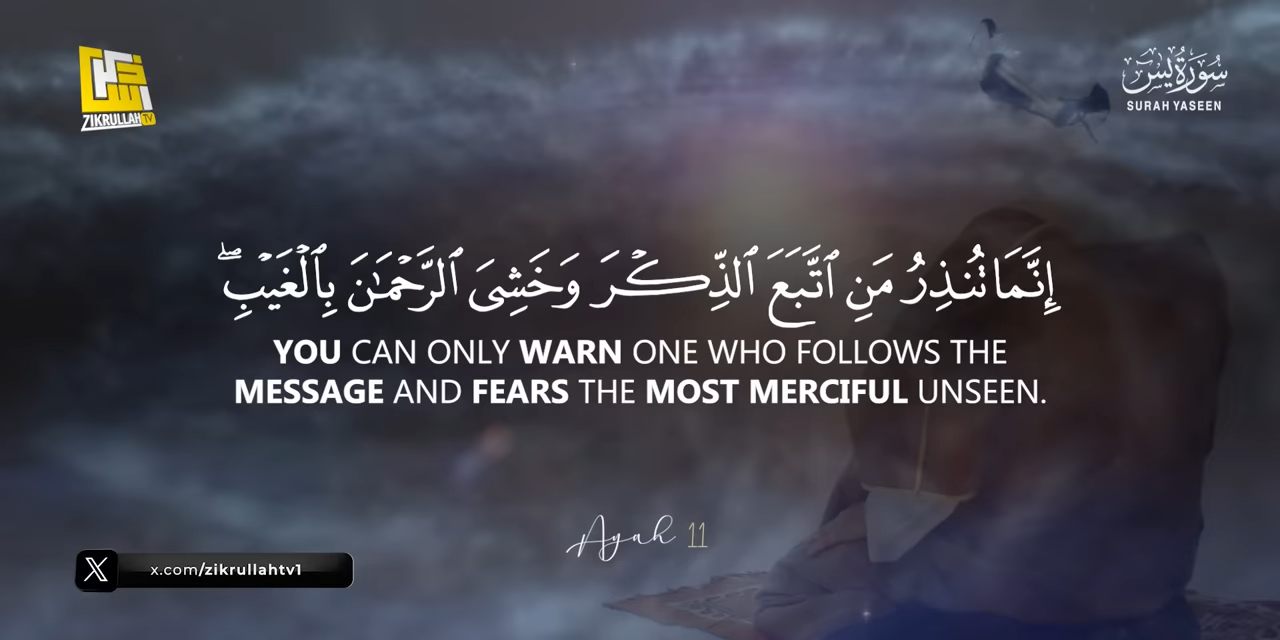 ZIKRULLAH TV
سُورَةُ يسٓ
SURAH YASEEN
إِنَّمَا تُنذِرُ مَنِ ٱتَّبَعَ ٱلذِّكْرَ وَخَشِىَ ٱلرَّحْمَٰنَ بِٱلْغَيْبِ ۖ
YOU CAN ONLY WARN ONE WHO FOLLOWS THE
MESSAGE AND FEARS THE MOST MERCIFUL UNSEEN.
Ayah 11
x.com/zikrullahtv1